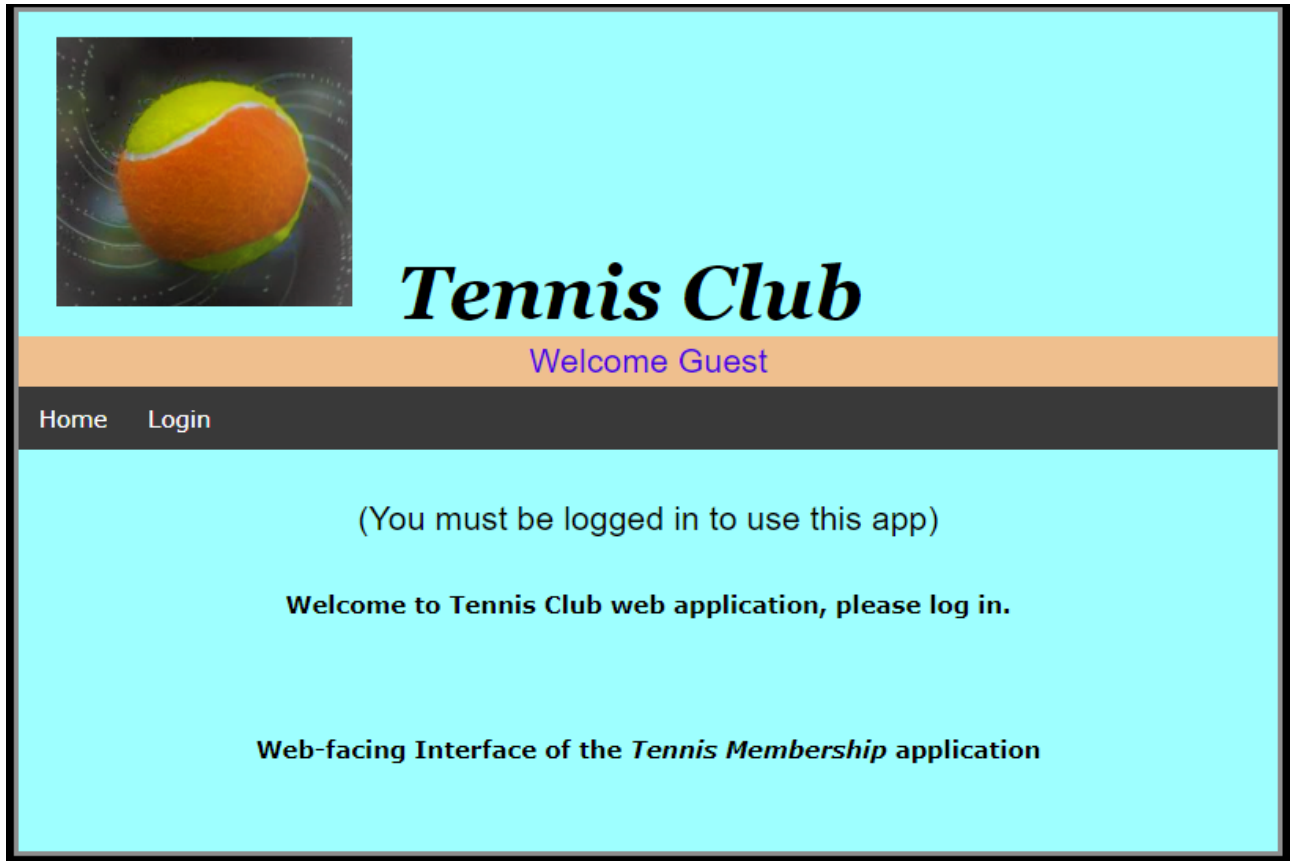 Tennis Club
Welcome Guest
Home Login
(You must be logged in to use this app)
Welcome to Tennis Club web application, please log in.
Web-facing Interface of the Tennis Membership application